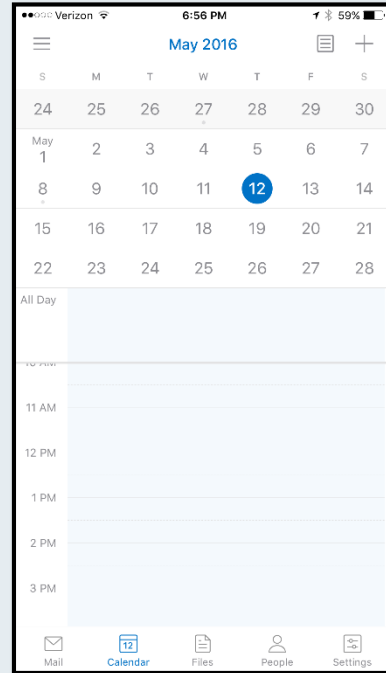 Verizon 6:56 PM 59%
May 2016
S M T W T F S
24 25 26 27 28 29 30
May
1 2 3 4 5 6 7
8 9 10 11 12 13 14
15 16 17 18 19 20 21
22 23 24 25 26 27 28
All Day
10 AM
11 AM
12 PM
1 PM
2 PM
3 PM
12
Mail Calendar Files People Settings